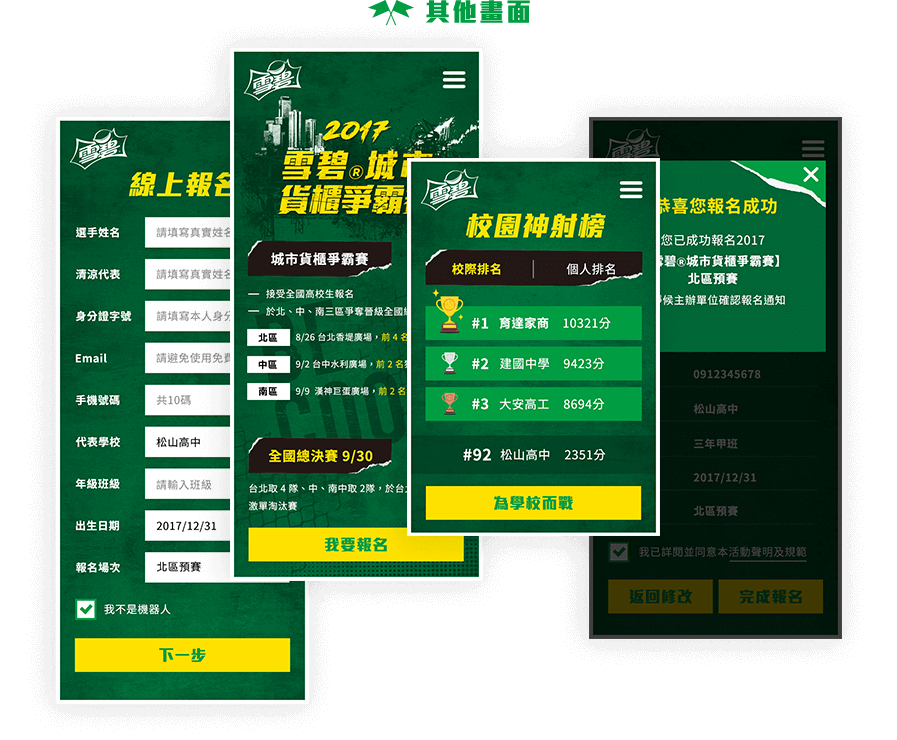 其他畫面
雪碧
線上報名
選手姓名 請填寫真實姓名
清涼代表 請填寫真實姓名
身分證字號 請填寫本人身分
Email 請避免使用免費
手機號碼 共10碼
代表學校 松山高中
年級班級 請輸入班級
出生日期 2017/12/31
報名場次 北區預賽
我不是機器人
下一步
雪碧
2017
雪碧®城市
貨櫃爭霸賽
城市貨櫃爭霸賽
接受全國高校生報名
於北、中、南三區爭奪晉級全國總
北區 8/26 台北香堤廣場，前 4 名
中區 9/2 台中水利廣場，前 2 名
南區 9/9 漢神巨蛋廣場，前 2 名
全國總決賽 9/30
台北取 4 隊、中、南中取 2隊，於台
激單淘汰賽
我要報名
雪碧
校園神射榜
校際排名 個人排名
#1 育達家商 10321分
#2 建國中學 9423分
#3 大安高工 8694分
#92 松山高中 2351分
為學校而戰
雪碧
恭喜您報名成功
您已成功報名2017
雪碧®城市貨櫃爭霸賽】
北區預賽
候主辦單位確認報名通知
0912345678
松山高中
三年甲班
2017/12/31
北區預賽
我已詳閱並同意本活動聲明及規範
返回修改 完成報名